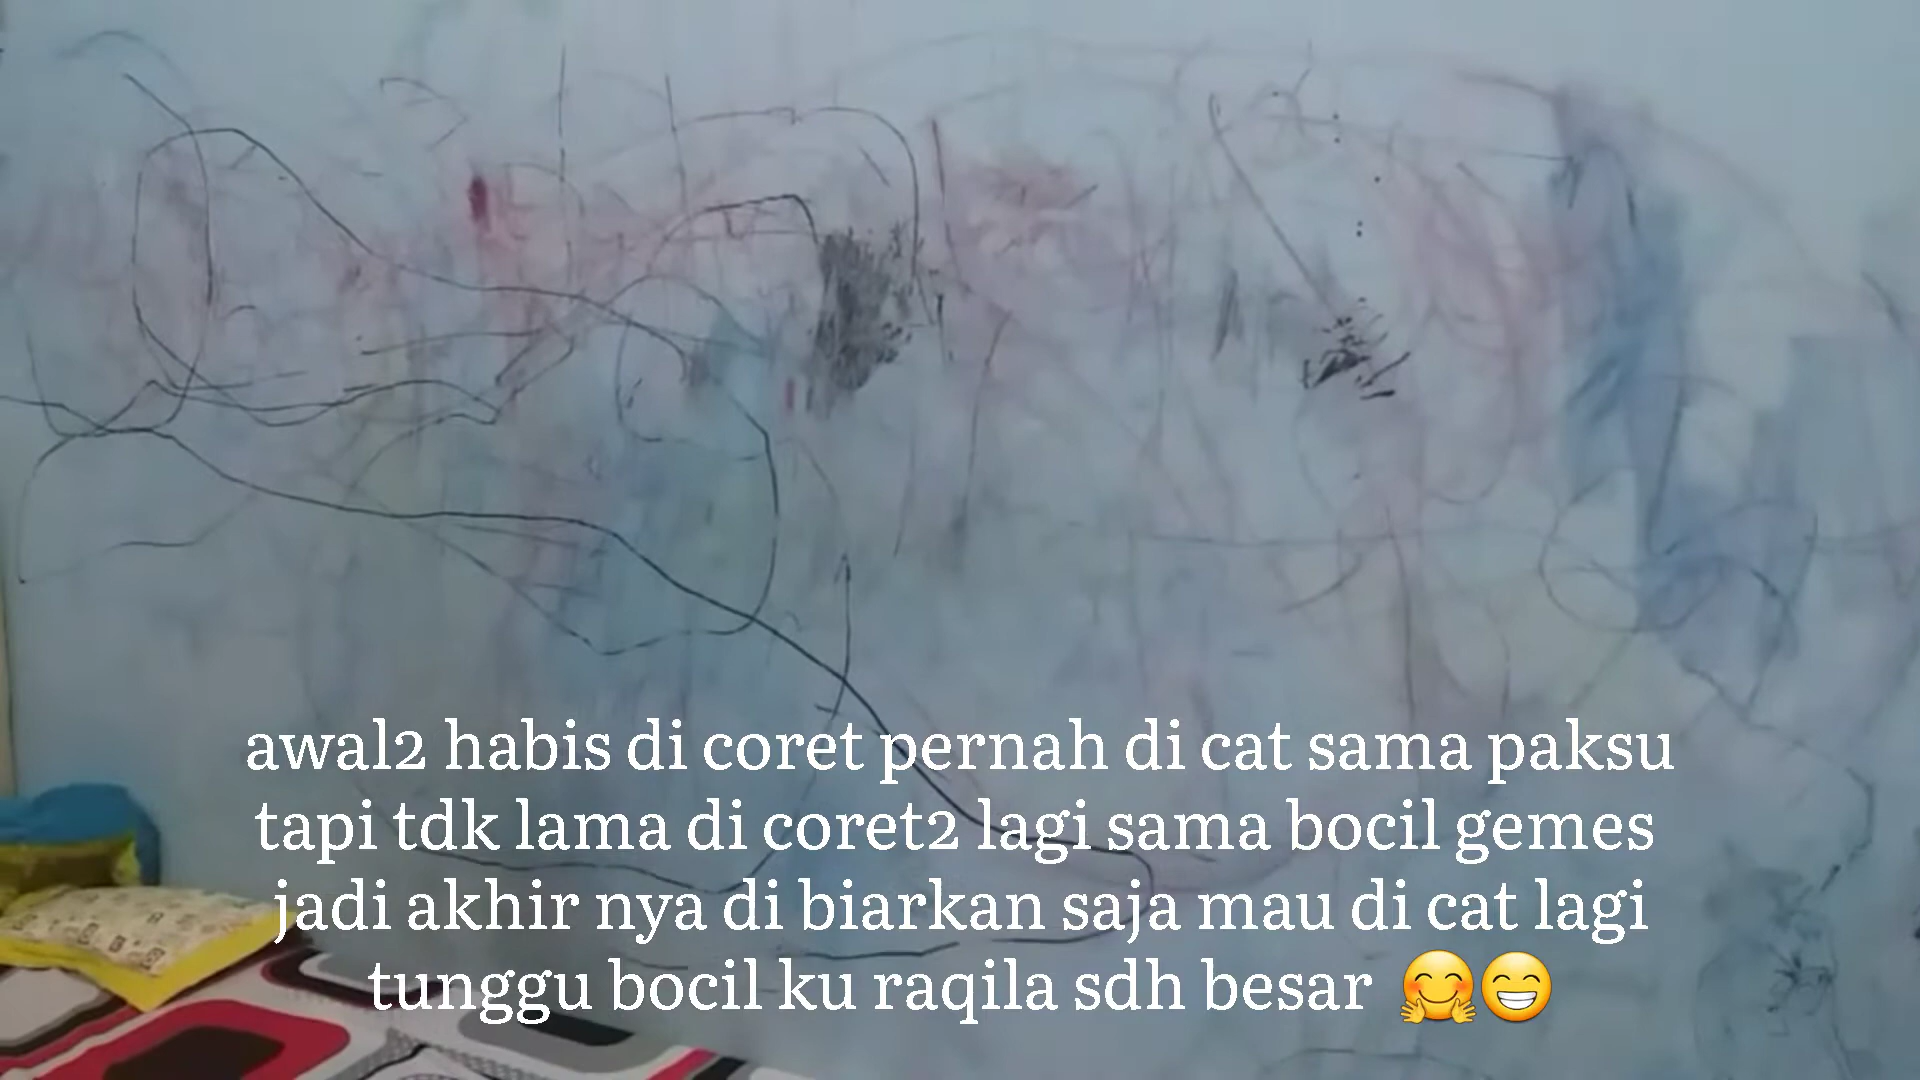 awal2 habis di coret pernah di cat sama paksu
tapi tdk lama di coret2 lagi sama bocil gemes
jadi akhir nya di biarkan saja mau di cat lagi
tunggu bocil ku raqila sdh besar 🤗😁